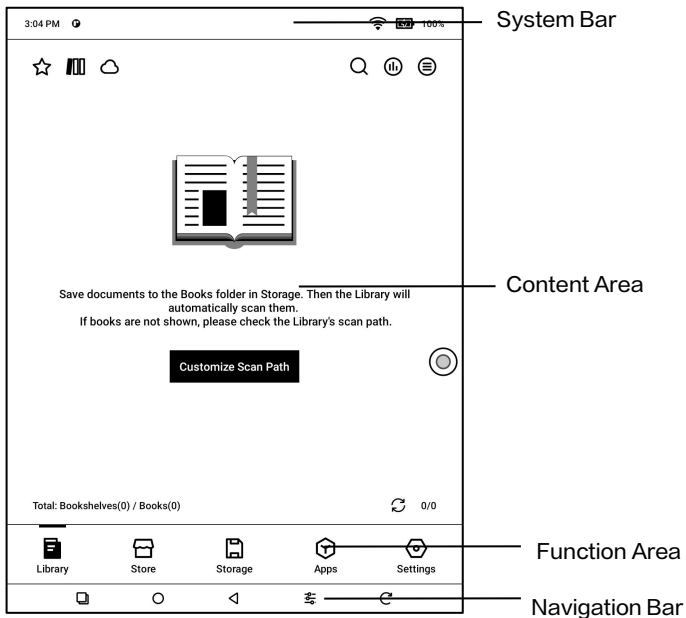 3:04 PM 100%
System Bar
Save documents to the Books folder in Storage. Then the Library will
automatically scan them.
If books are not shown, please check the Library's scan path.
Content Area
Customize Scan Path
Total: Bookshelves(0) / Books(0) 0/0
Library Store Storage Apps Settings
Function Area
Navigation Bar